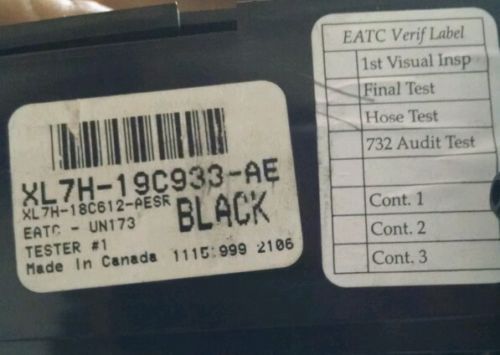 XL7H-19C933-AE
XL7H-18C612-AESR
BLACK
EATC - UN173
TESTER #1
Made In Canada 1115 999 2106
EATC Verif Label
1st Visual Insp
Final Test
Hose Test
732 Audit Test
Cont. 1
Cont. 2
Cont. 3